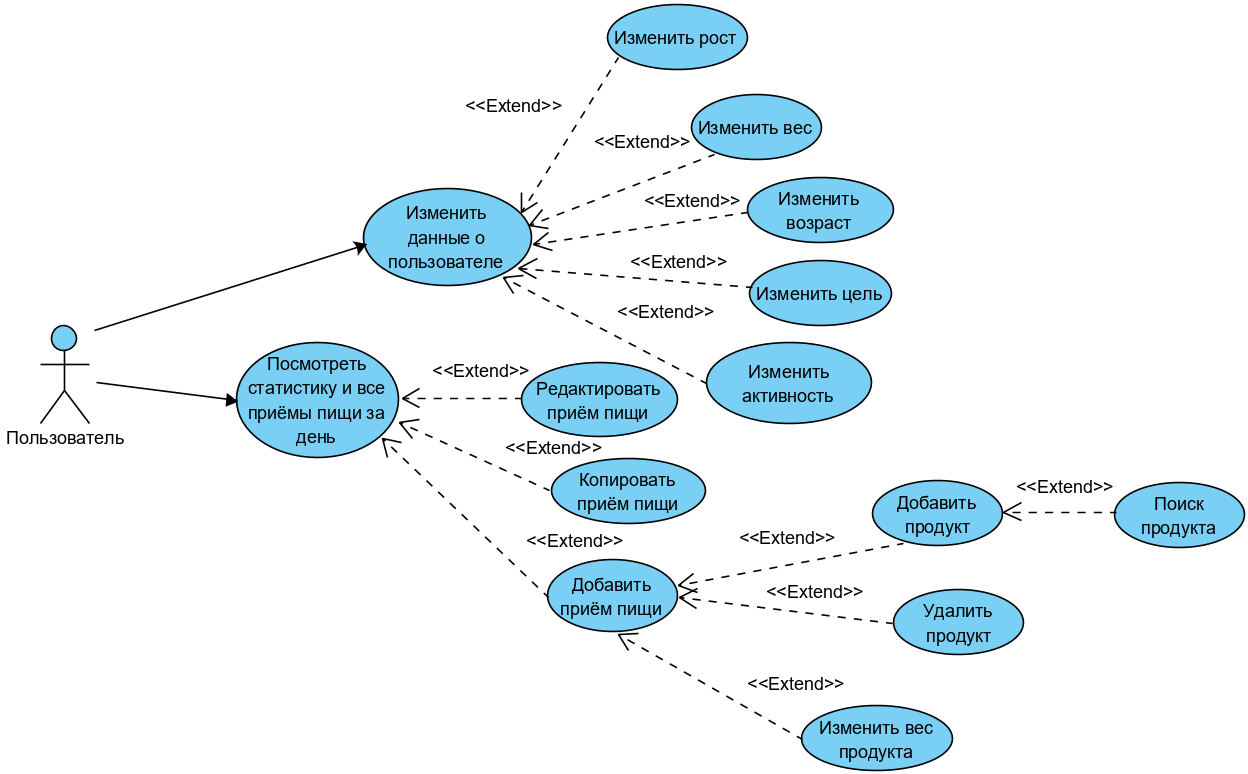 Изменить рост
<<Extend>>
Изменить вес
<<Extend>>
Изменить
возраст
<<Extend>>
Изменить
данные о
пользователе
<<Extend>>
Изменить цель
<<Extend>>
Изменить
активность
Посмотреть
статистику и все
приёмы пищи за
день
<<Extend>>
Редактировать
приём пищи
Пользователь
<<Extend>>
Копировать
приём пищи
<<Extend>>
Добавить
приём пищи
<<Extend>>
Добавить
продукт
<<Extend>>
Поиск
продукта
<<Extend>>
Удалить
продукт
<<Extend>>
Изменить вес
продукта